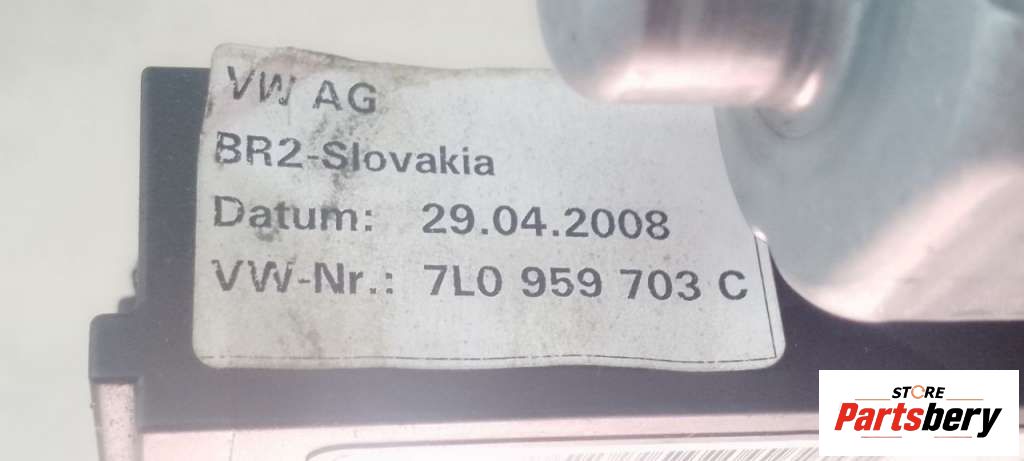 VW AG
BR2-Slovakia
Datum: 29.04.2008
VW-Nr.: 7L0 959 703 C
STORE
Partsbery